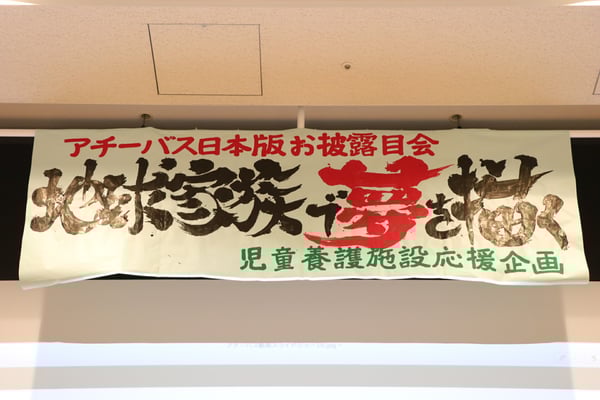 アチーバス日本版お披露目会
地球家族で夢を描く
児童養護施設応援企画